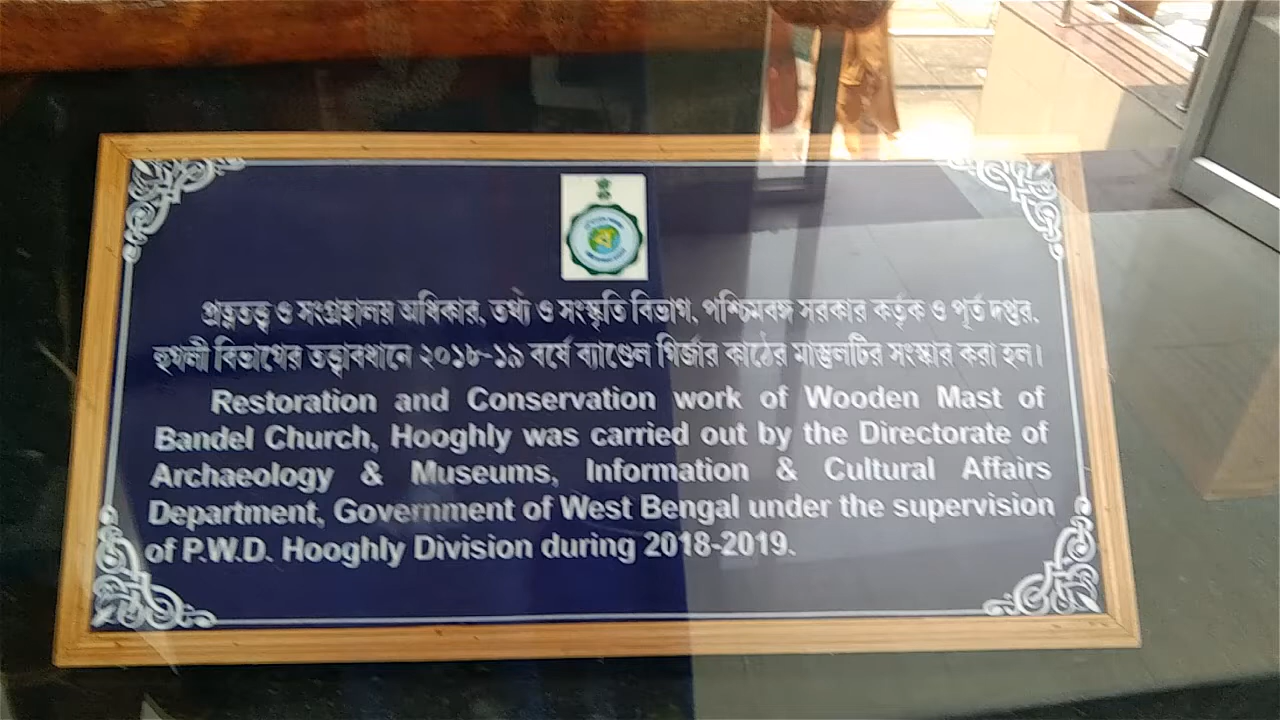 প্রত্নতত্ত্ব ও সংগ্রহালয় অধিকার, তথ্য ও সংস্কৃতি বিভাগ, পশ্চিমবঙ্গ সরকার কর্তৃক ও পূর্ত দপ্তর,
হুগলী বিভাগের তত্ত্বাবধানে ২০১৮-১৯ বর্ষে ব্যাণ্ডেল গির্জার কাঠের মাস্তুলটির সংস্কার করা হল।
Restoration and Conservation work of Wooden Mast of
Bandel Church, Hooghly was carried out by the Directorate of
Archaeology & Museums, Information & Cultural Affairs
Department, Government of West Bengal under the supervision
of P.W.D. Hooghly Division during 2018-2019.